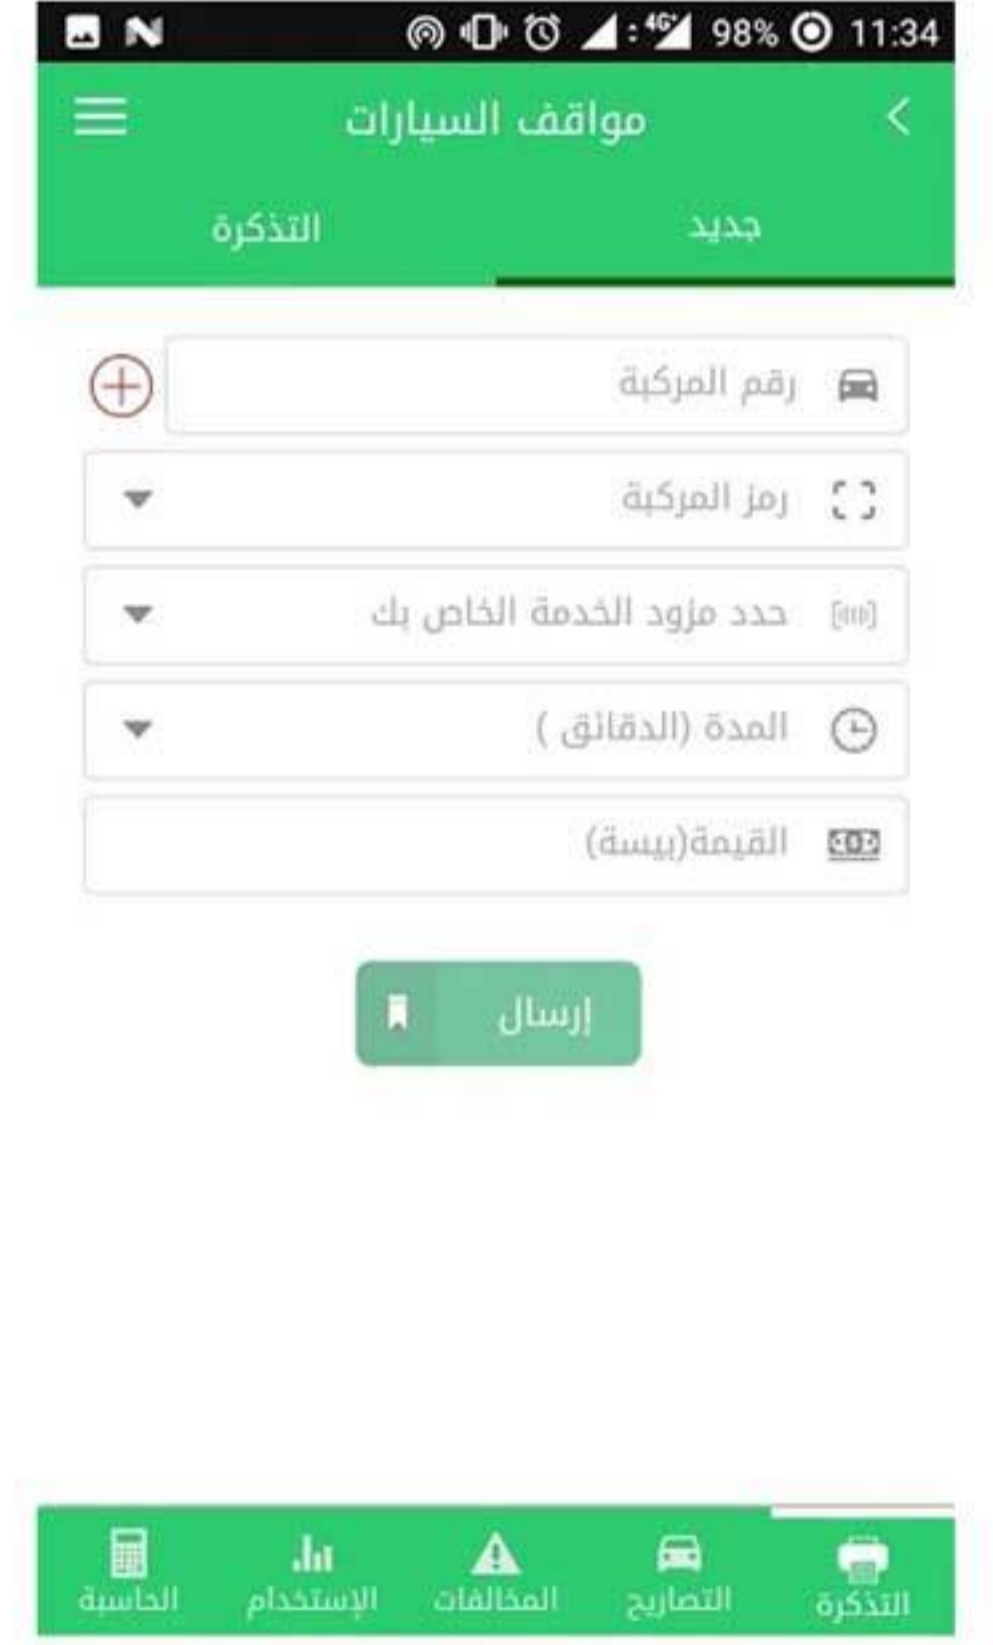 4G+ 98% 11:34
مواقف السيارات
جديد
التذكرة
رقم المركبة
رمز المركبة
حدد مزود الخدمة الخاص بك
المدة (الدقائق )
القيمة(بيسة)
إرسال
التذكرة
التصاريح
المخالفات
الإستخدام
الحاسبة